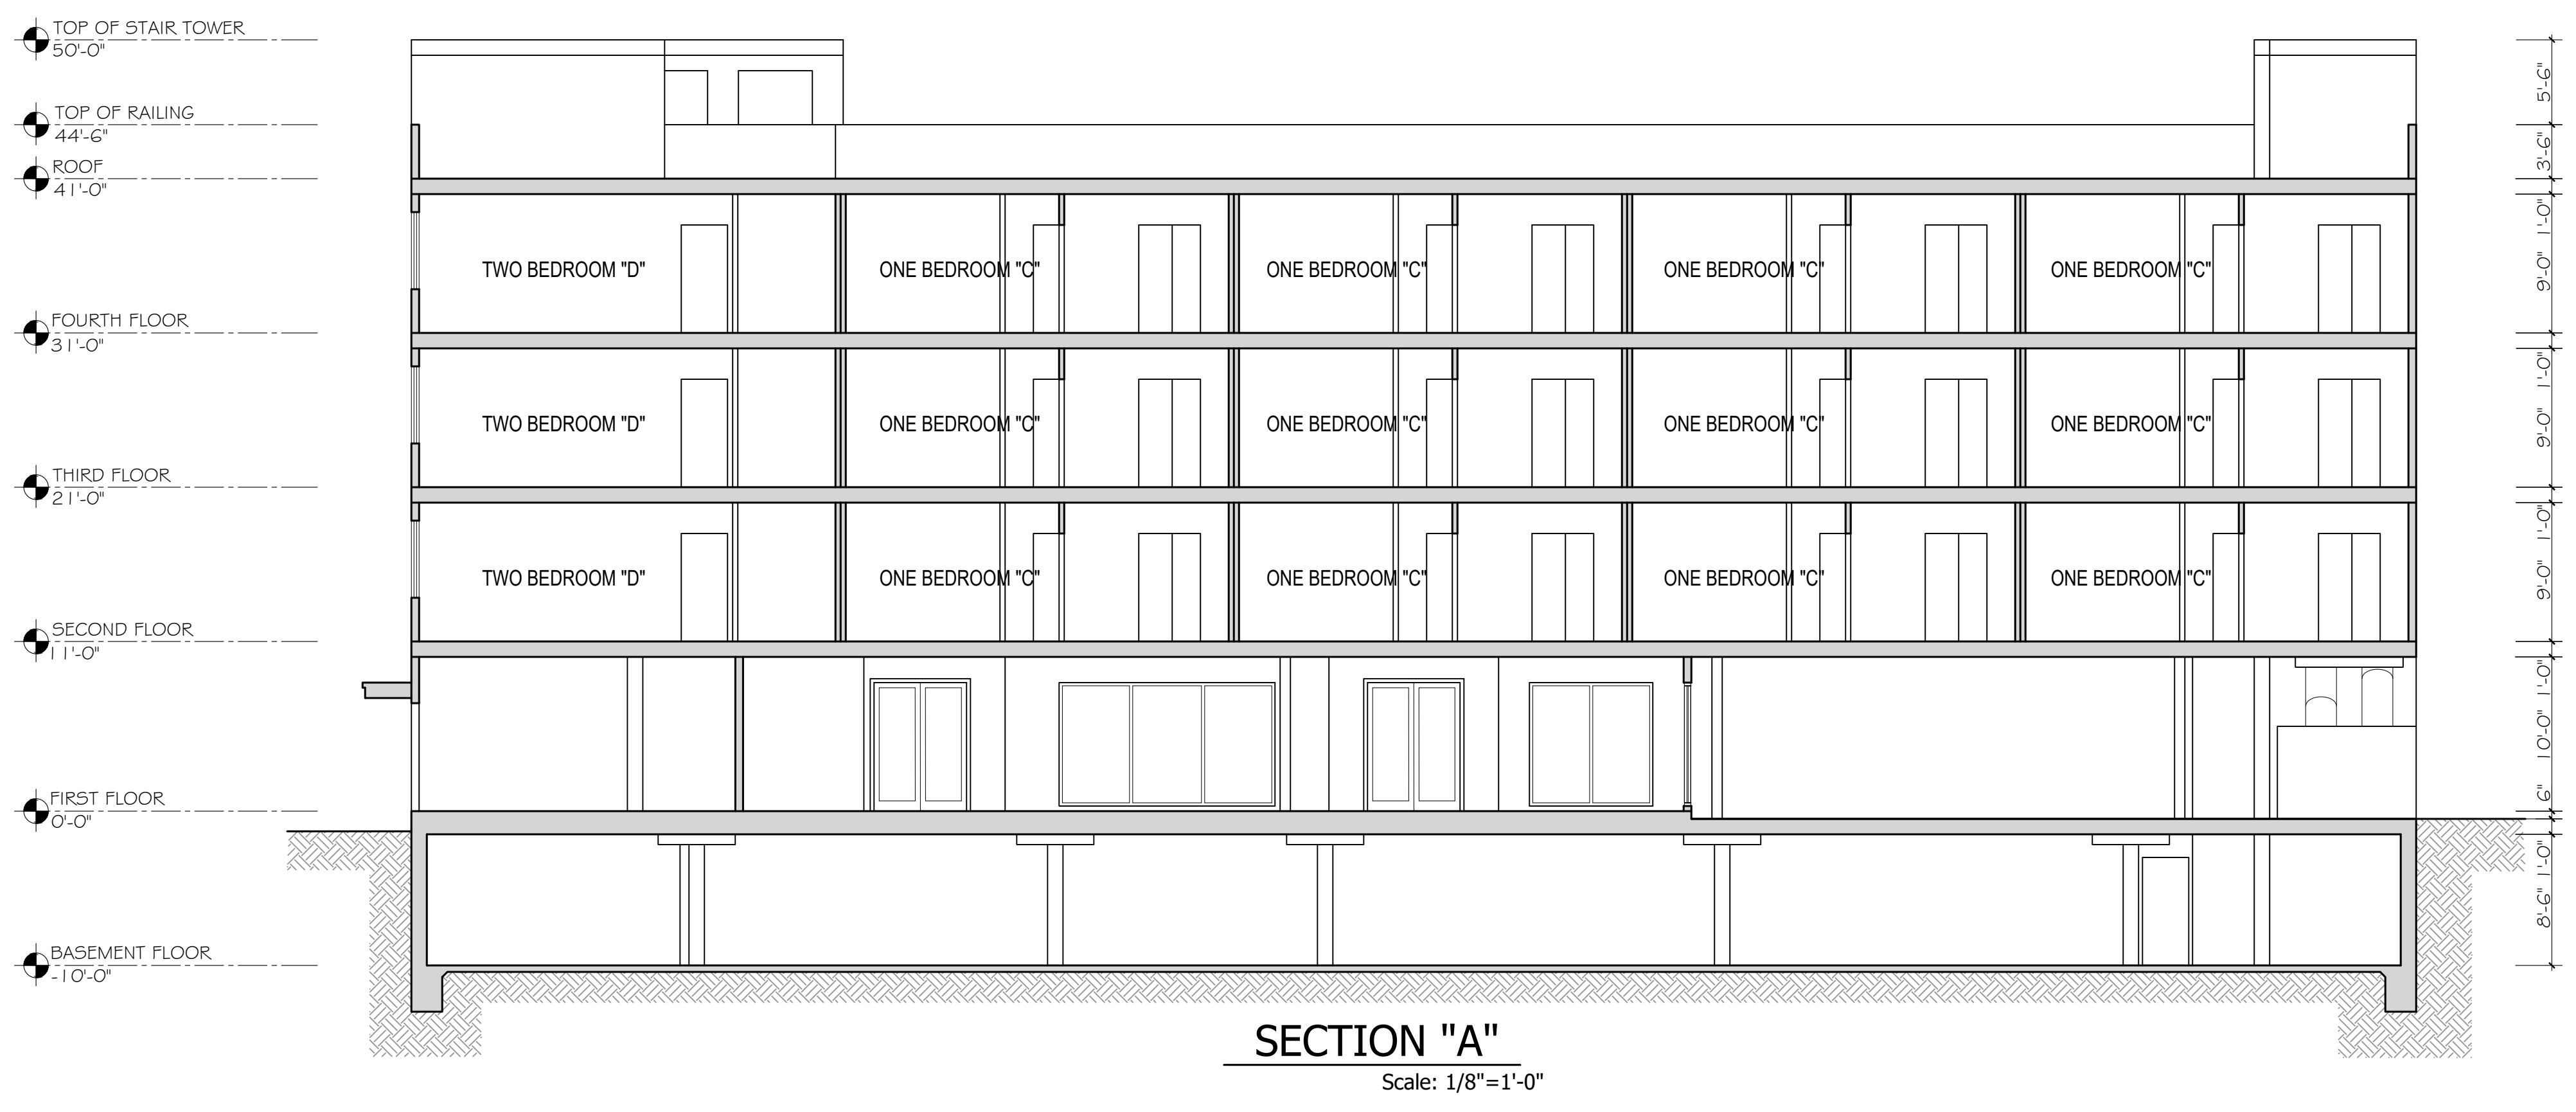 TOP OF STAIR TOWER
50'-0"
TOP OF RAILING
44'-6"
ROOF
41'-0"
FOURTH FLOOR
31'-0"
THIRD FLOOR
21'-0"
SECOND FLOOR
11'-0"
FIRST FLOOR
0'-0"
BASEMENT FLOOR
-10'-0"
TWO BEDROOM "D" ONE BEDROOM "C" ONE BEDROOM "C" ONE BEDROOM "C" ONE BEDROOM "C"
TWO BEDROOM "D" ONE BEDROOM "C" ONE BEDROOM "C" ONE BEDROOM "C" ONE BEDROOM "C"
TWO BEDROOM "D" ONE BEDROOM "C" ONE BEDROOM "C" ONE BEDROOM "C" ONE BEDROOM "C"
5'-6"
3'-6"
1'-0"
9'-0"
1'-0"
9'-0"
1'-0"
9'-0"
1'-0"
10'-0"
6"
1'-0"
8'-6"
SECTION "A"
Scale: 1/8"=1'-0"